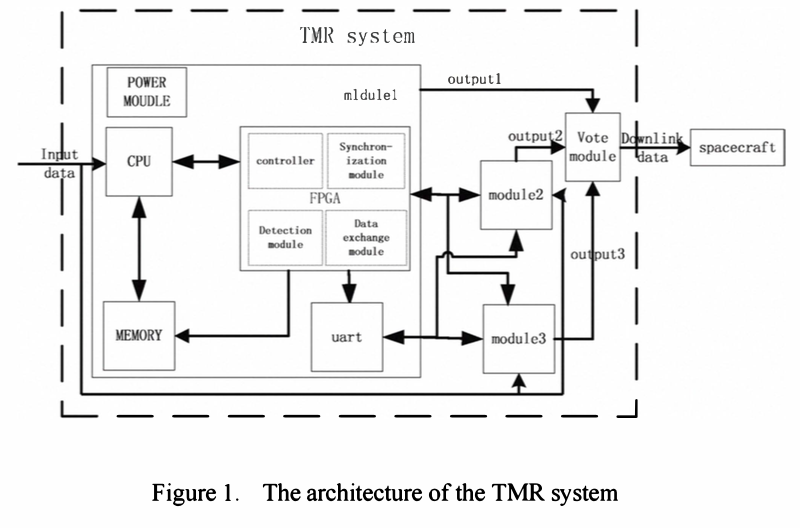 TMR system
POWER
MOUDLE
mldule1
output1
Input
data
CPU
controller
Synchron-
ization
module
FPGA
Detection
module
Data
exchange
module
output2
Vote
module
Downlink
data
spacecraft
module2
output3
MEMORY
uart
module3
Figure 1. The architecture of the TMR system